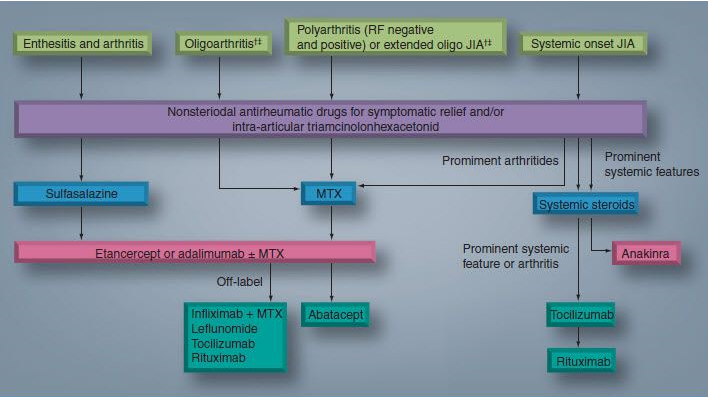 Enthesitis and arthritis
Oligoarthritis†‡
Polyarthritis (RF negative
and positive) or extended oligo JIA†‡
Systemic onset JIA
Nonsteriodal antirheumatic drugs for symptomatic relief and/or
intra-articular triamcinolonhexacetonid
Promiment arthritides
Prominent
systemic features
Sulfasalazine
MTX
Systemic steroids
Etancercept or adalimumab ± MTX
Prominent systemic
feature or arthritis
Anakinra
Off-label
Infliximab + MTX
Leflunomide
Tocilizumab
Rituximab
Abatacept
Tocilizumab
Rituximab